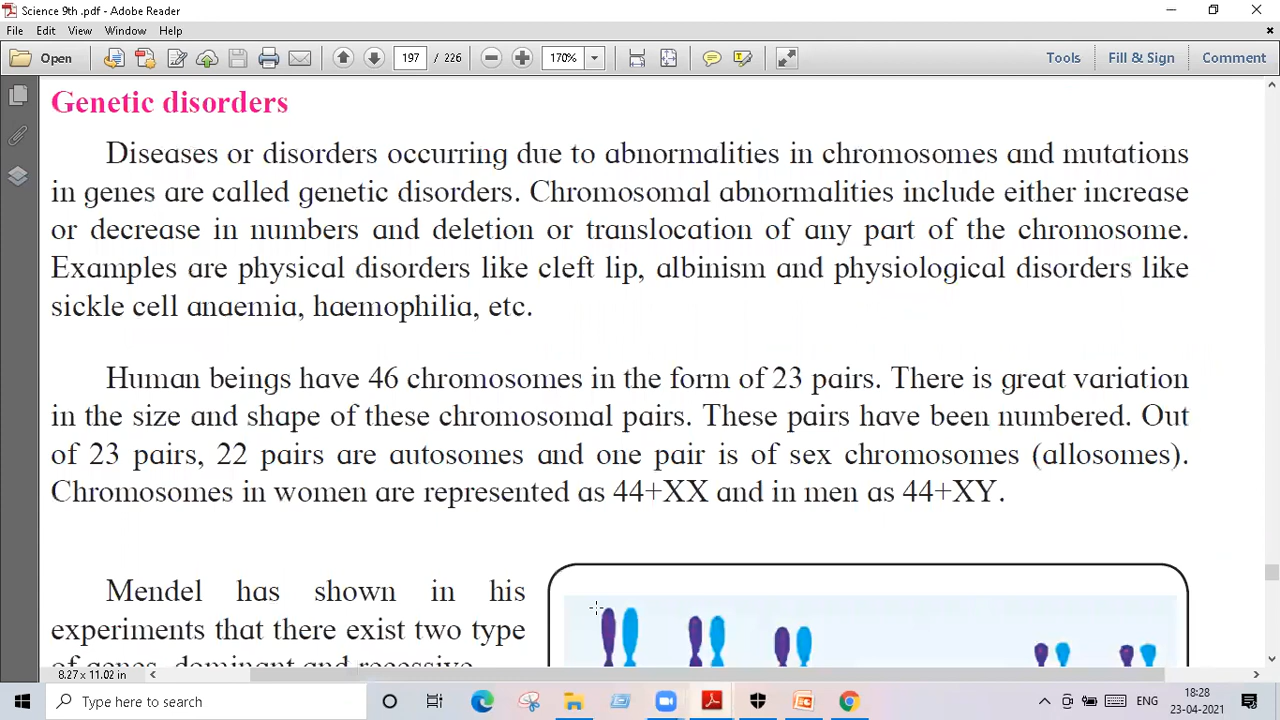 Science 9th .pdf - Adobe Reader
File Edit View Window Help
Open 197 / 226 170% Tools Fill & Sign Comment
Genetic disorders
Diseases or disorders occurring due to abnormalities in chromosomes and mutations
in genes are called genetic disorders. Chromosomal abnormalities include either increase
or decrease in numbers and deletion or translocation of any part of the chromosome.
Examples are physical disorders like cleft lip, albinism and physiological disorders like
sickle cell anaemia, haemophilia, etc.
Human beings have 46 chromosomes in the form of 23 pairs. There is great variation
in the size and shape of these chromosomal pairs. These pairs have been numbered. Out
of 23 pairs, 22 pairs are autosomes and one pair is of sex chromosomes (allosomes).
Chromosomes in women are represented as 44+XX and in men as 44+XY.
Mendel has shown in his
experiments that there exist two type
of genes, dominant and recessive.
8.27 x 11.02 in
Type here to search
ENG
18:28
23-04-2021